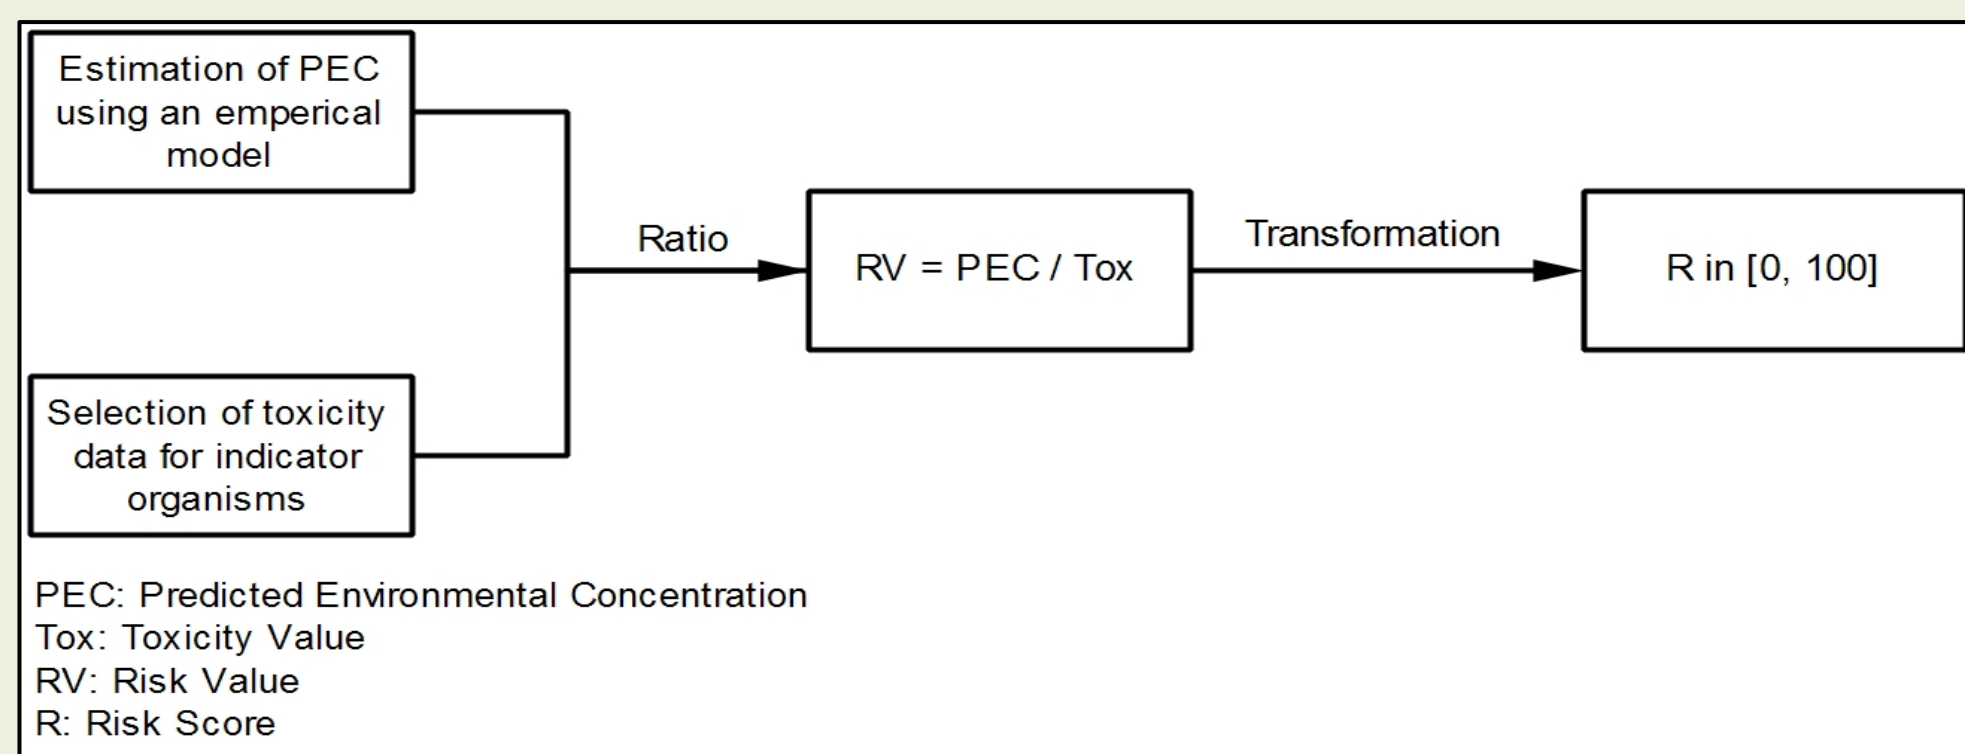 Estimation of PEC
using an emperical
model
Ratio
RV = PEC / Tox
Transformation
R in [0, 100]
Selection of toxicity
data for indicator
organisms
PEC: Predicted Environmental Concentration
Tox: Toxicity Value
RV: Risk Value
R: Risk Score